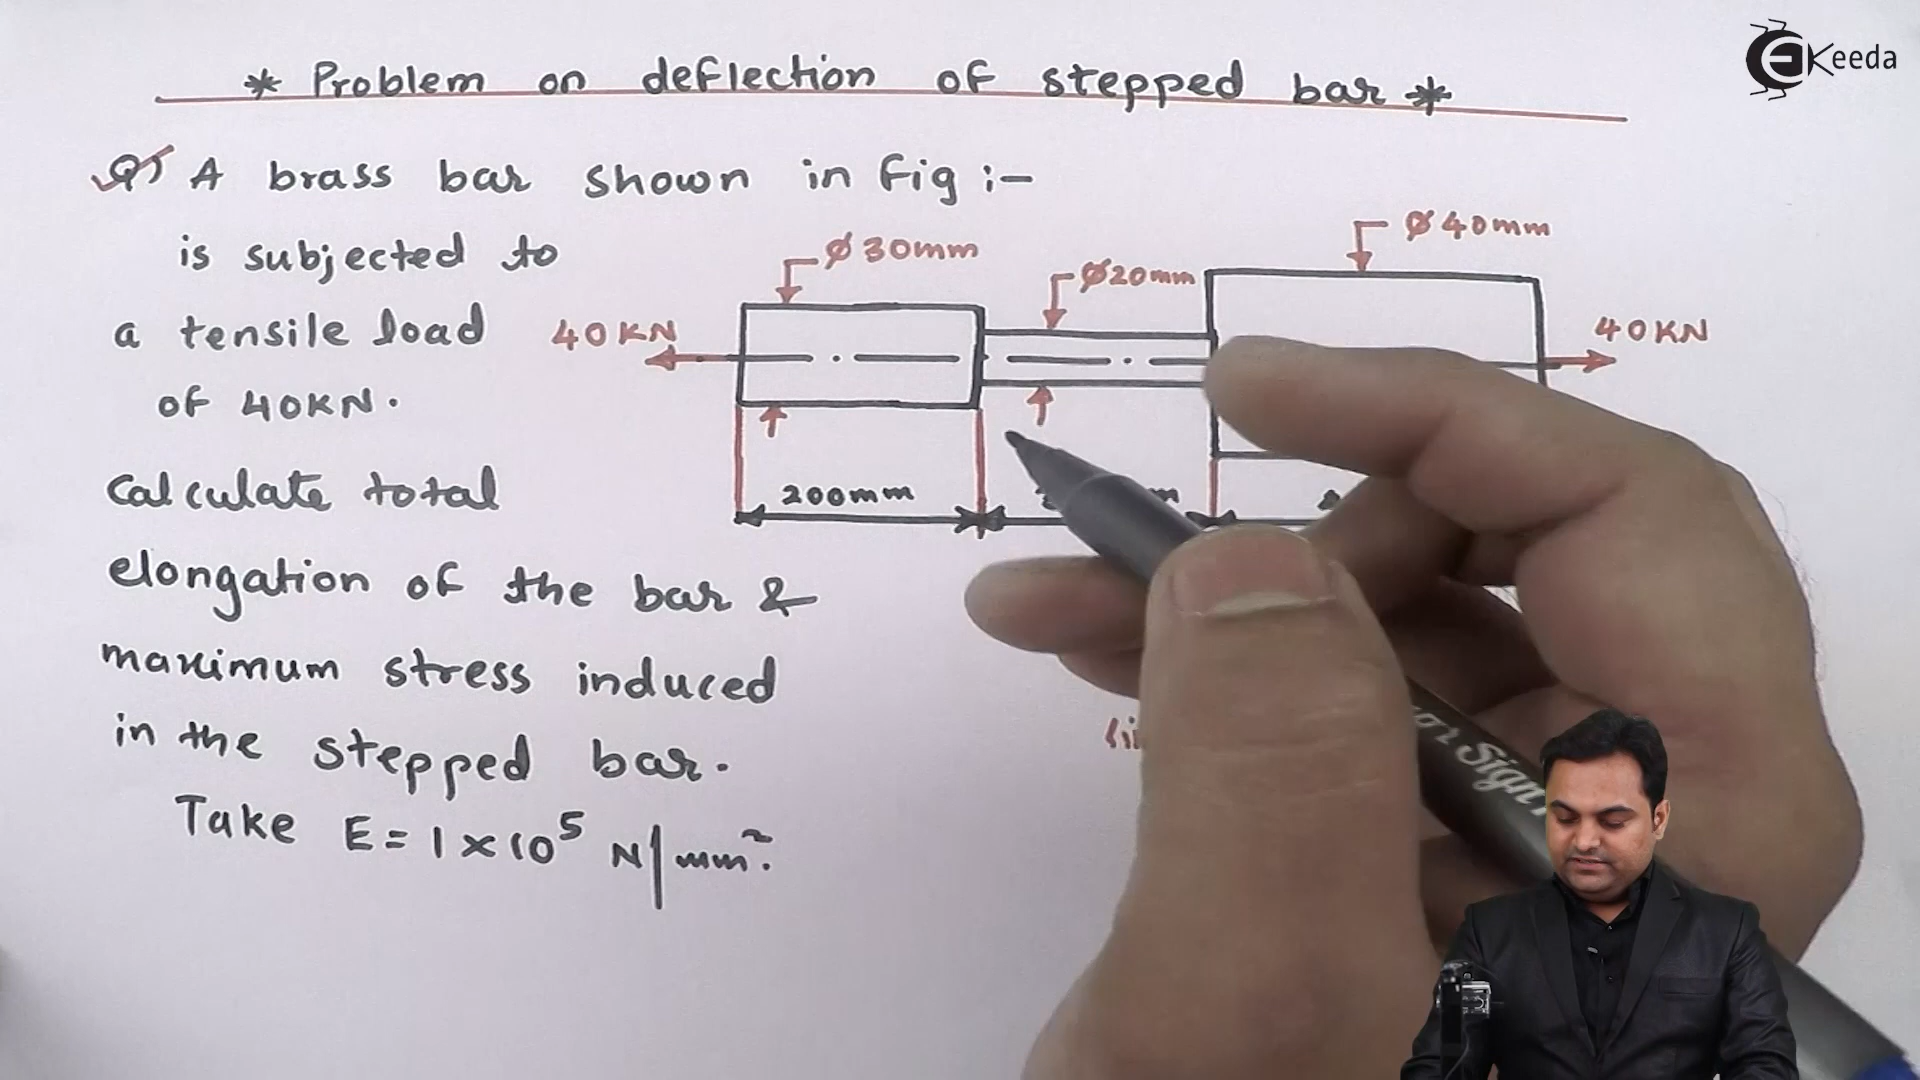 * Problem on deflection of stepped bar *
Keeda
Q) A brass bar shown in fig :-
is subjected to
a tensile load
of 40KN.
Calculate total
elongation of the bar &
maximum stress induced
in the stepped bar.
Take E = 1 × 10⁵ N/mm².
ø 30mm
ø20mm
ø 40mm
40KN
40KN
200mm